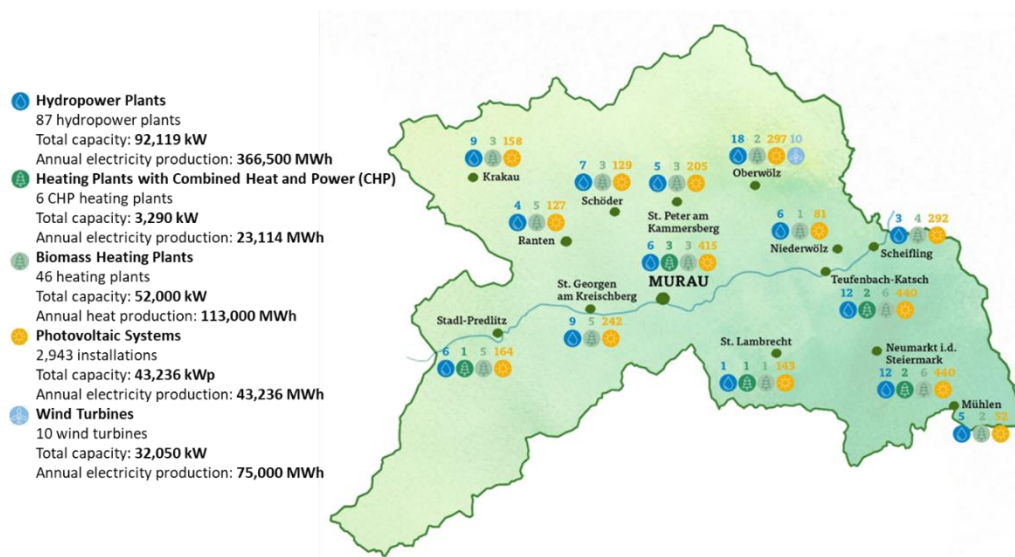 Hydropower Plants
87 hydropower plants
Total capacity: 92,119 kW
Annual electricity production: 366,500 MWh
Heating Plants with Combined Heat and Power (CHP)
6 CHP heating plants
Total capacity: 3,290 kW
Annual electricity production: 23,114 MWh
Biomass Heating Plants
46 heating plants
Total capacity: 52,000 kW
Annual heat production: 113,000 MWh
Photovoltaic Systems
2,943 installations
Total capacity: 43,236 kWp
Annual electricity production: 43,236 MWh
Wind Turbines
10 wind turbines
Total capacity: 32,050 kW
Annual electricity production: 75,000 MWh
9 3 158
Krakau
7 3 129
Schöder
5 3 205
St. Peter am
Kammersberg
18 2 297 10
Oberwölz
4 5 127
Ranten
6 1 81
Niederwölz
3 4 292
Scheifling
6 3 3 415
MURAU
Teufenbach-Katsch
12 2 6 440
St. Georgen
am Kreischberg
9 5 242
Stadl-Predlitz
6 1 5 164
St. Lambrecht
1 1 1 143
Neumarkt i.d.
Steiermark
12 2 6 440
Mühlen
5 2 52